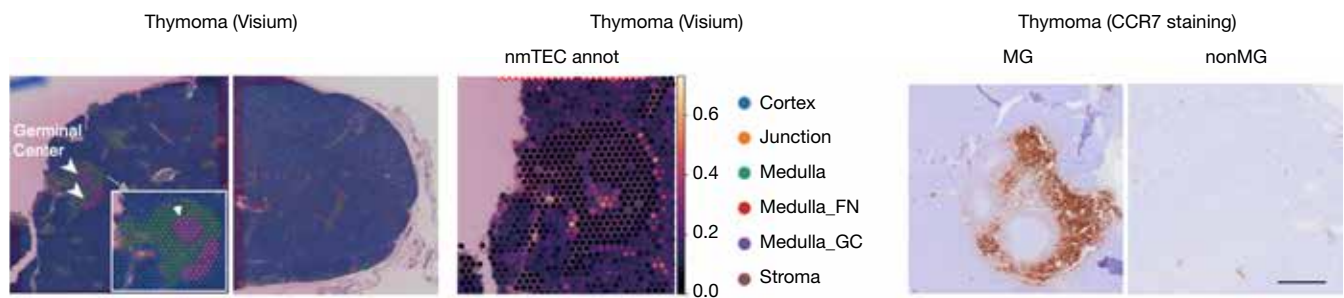 Thymoma (Visium)
Thymoma (Visium)
Thymoma (CCR7 staining)
nmTEC annot
MG
nonMG
Germinal
Center
0.6
0.4
0.2
0.0
Cortex
Junction
Medulla
Medulla_FN
Medulla_GC
Stroma